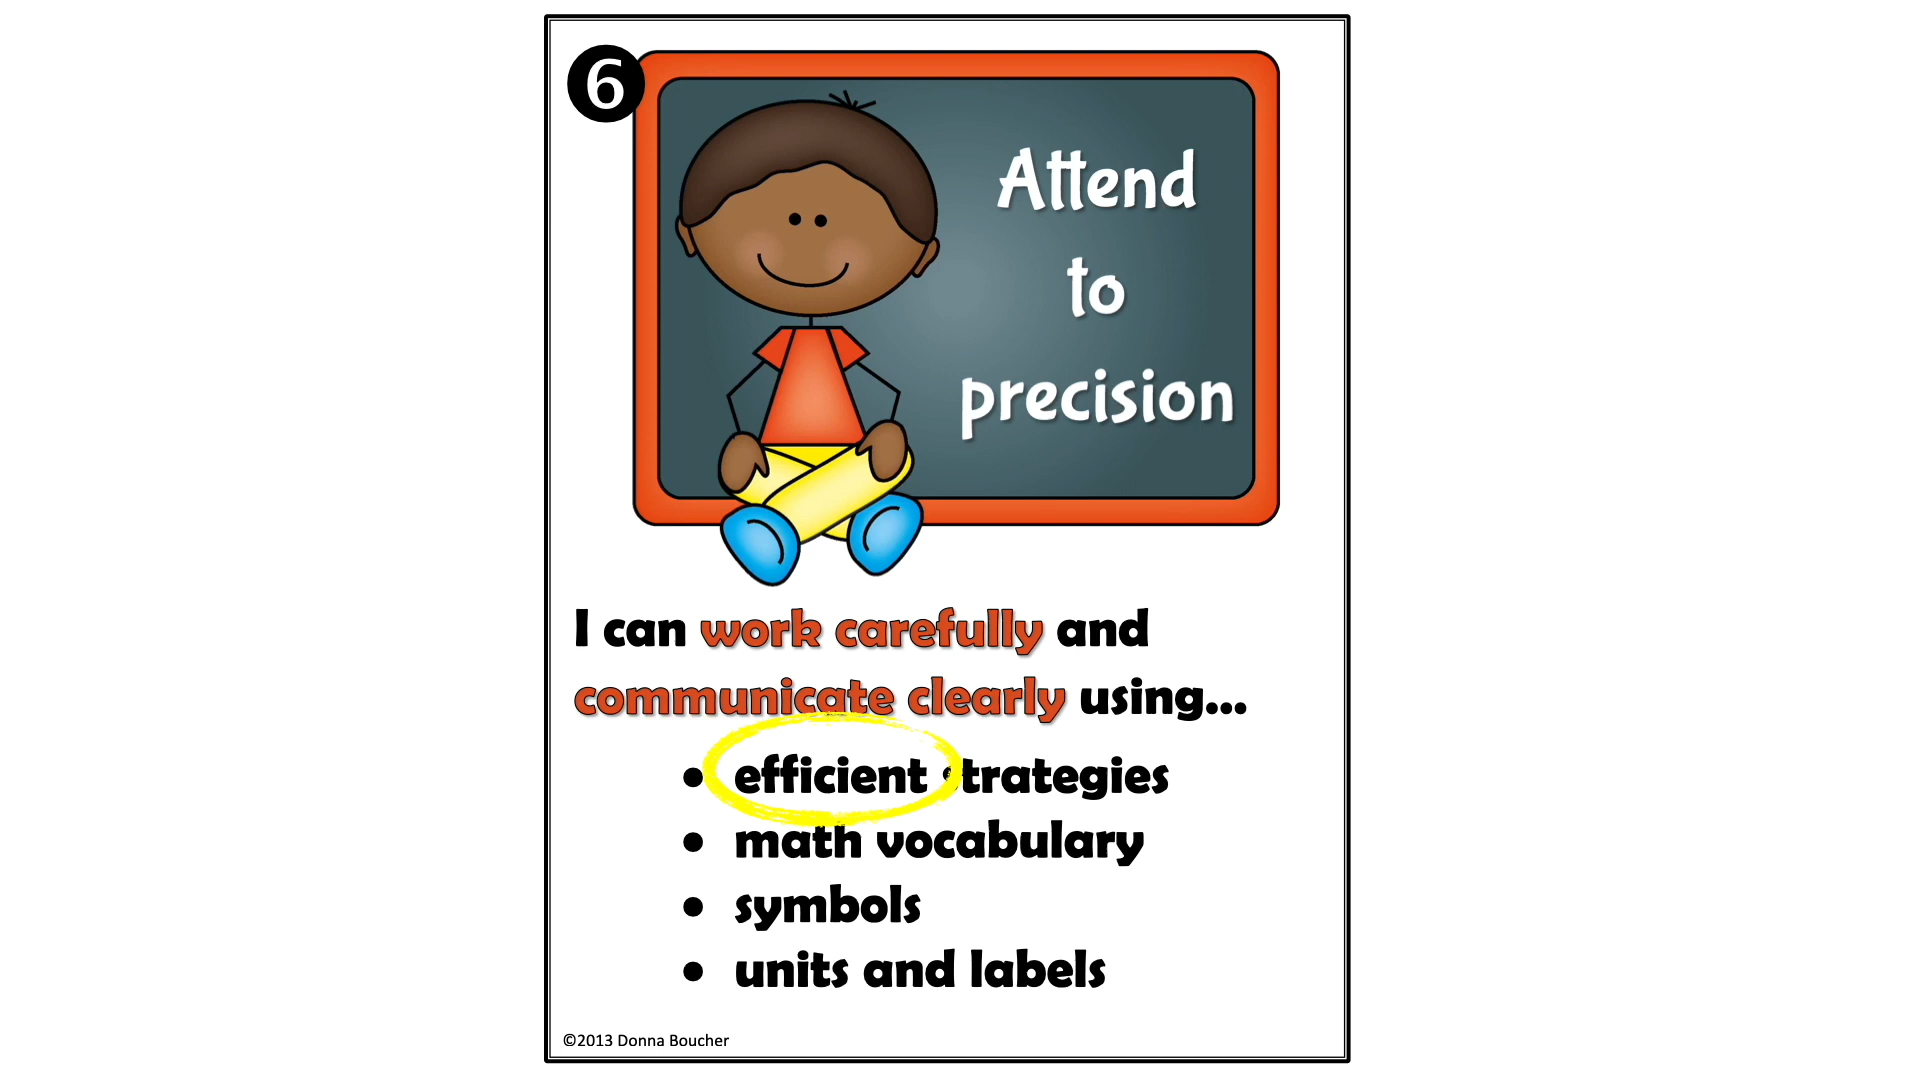 6
Attend
to
precision
I can work carefully and
communicate clearly using...
• efficient strategies
• math vocabulary
• symbols
• units and labels
©2013 Donna Boucher